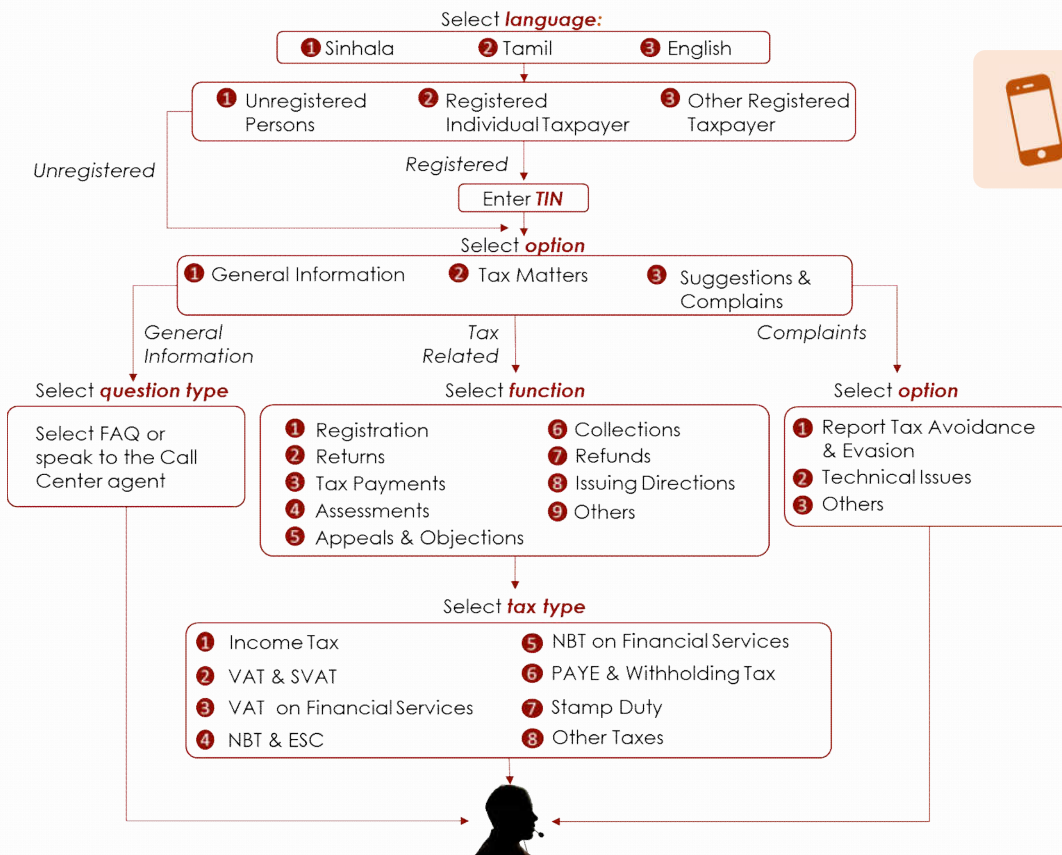 Select language:
1 Sinhala 2 Tamil 3 English
1 Unregistered 2 Registered 3 Other Registered
Persons Individual Taxpayer Taxpayer
Unregistered
Registered
Enter TIN
Select option
1 General Information 2 Tax Matters 3 Suggestions &
Complains
General
Information
Tax
Related
Complaints
Select question type
Select FAQ or
speak to the Call
Center agent
Select function
1 Registration
2 Returns
3 Tax Payments
4 Assessments
5 Appeals & Objections
6 Collections
7 Refunds
8 Issuing Directions
9 Others
Select option
1 Report Tax Avoidance
& Evasion
2 Technical Issues
3 Others
Select tax type
1 Income Tax
2 VAT & SVAT
3 VAT on Financial Services
4 NBT & ESC
5 NBT on Financial Services
6 PAYE & Withholding Tax
7 Stamp Duty
8 Other Taxes